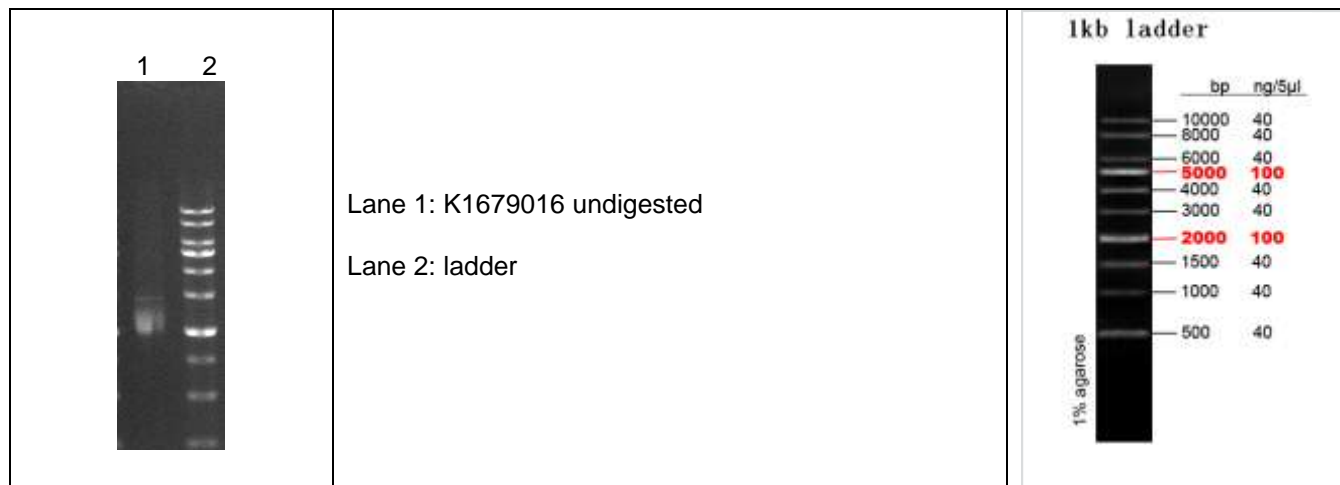 1 2
Lane 1: K1679016 undigested
Lane 2: ladder
1kb ladder
bp ng/5µl
10000 40
8000 40
6000 40
5000 100
4000 40
3000 40
2000 100
1500 40
1000 40
500 40
1% agarose